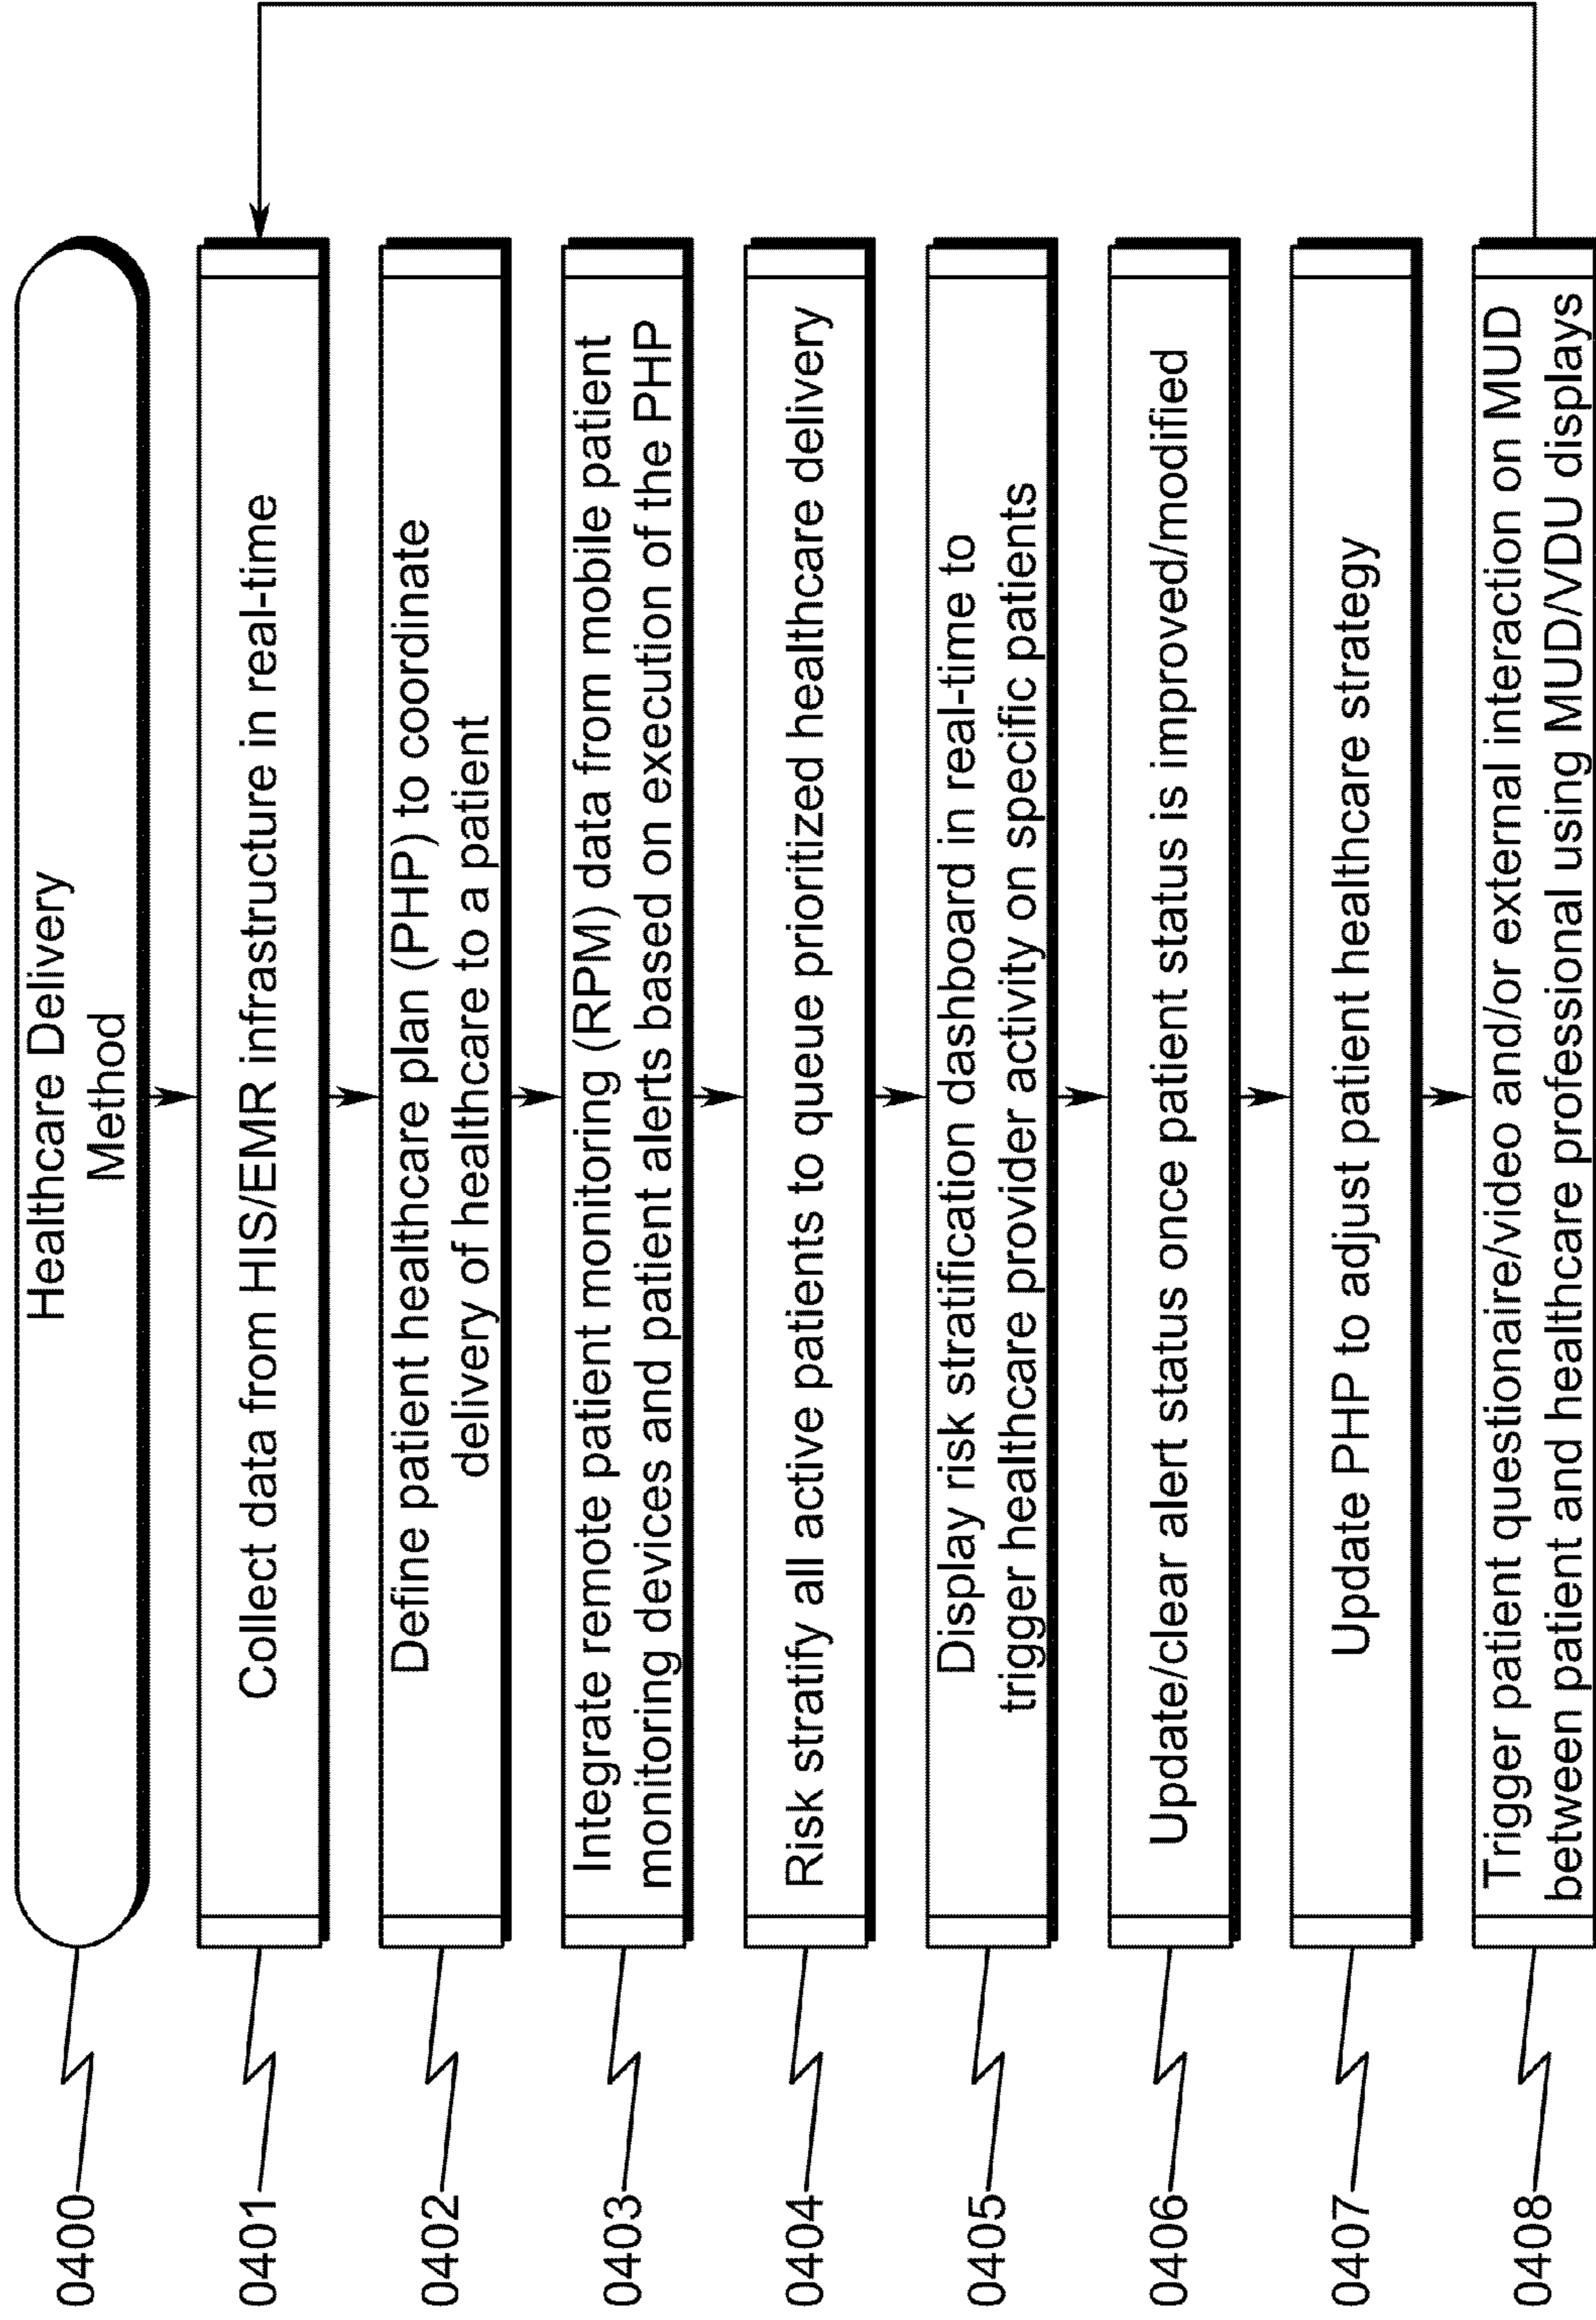 0400
Healthcare Delivery
Method
0401
Collect data from HIS/EMR infrastructure in real-time
0402
Define patient healthcare plan (PHP) to coordinate
delivery of healthcare to a patient
0403
Integrate remote patient monitoring (RPM) data from mobile patient
monitoring devices and patient alerts based on execution of the PHP
0404
Risk stratify all active patients to queue prioritized healthcare delivery
0405
Display risk stratification dashboard in real-time to
trigger healthcare provider activity on specific patients
0406
Update/clear alert status once patient status is improved/modified
0407
Update PHP to adjust patient healthcare strategy
0408
Trigger patient questionaire/video and/or external interaction on MUD
between patient and healthcare professional using MUD/VDU displays